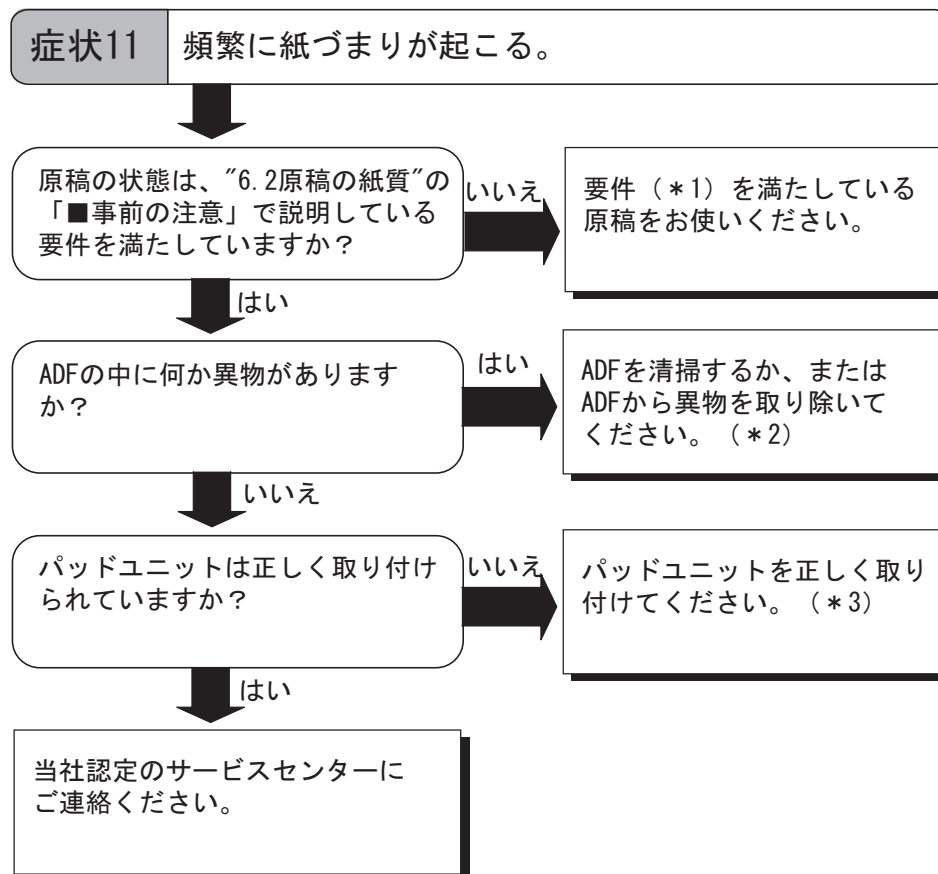 症状11 頻繁に紙づまりが起こる。
原稿の状態は、"6.2原稿の紙質"の
「■事前の注意」で説明している
要件を満たしていますか？
いいえ
要件（＊1）を満たしている
原稿をお使いください。
はい
ADFの中に何か異物があります
か？
はい
ADFを清掃するか、または
ADFから異物を取り除いて
ください。（＊2）
いいえ
パッドユニットは正しく取り付け
られていますか？
いいえ
パッドユニットを正しく取り
付けてください。（＊3）
はい
当社認定のサービスセンターに
ご連絡ください。